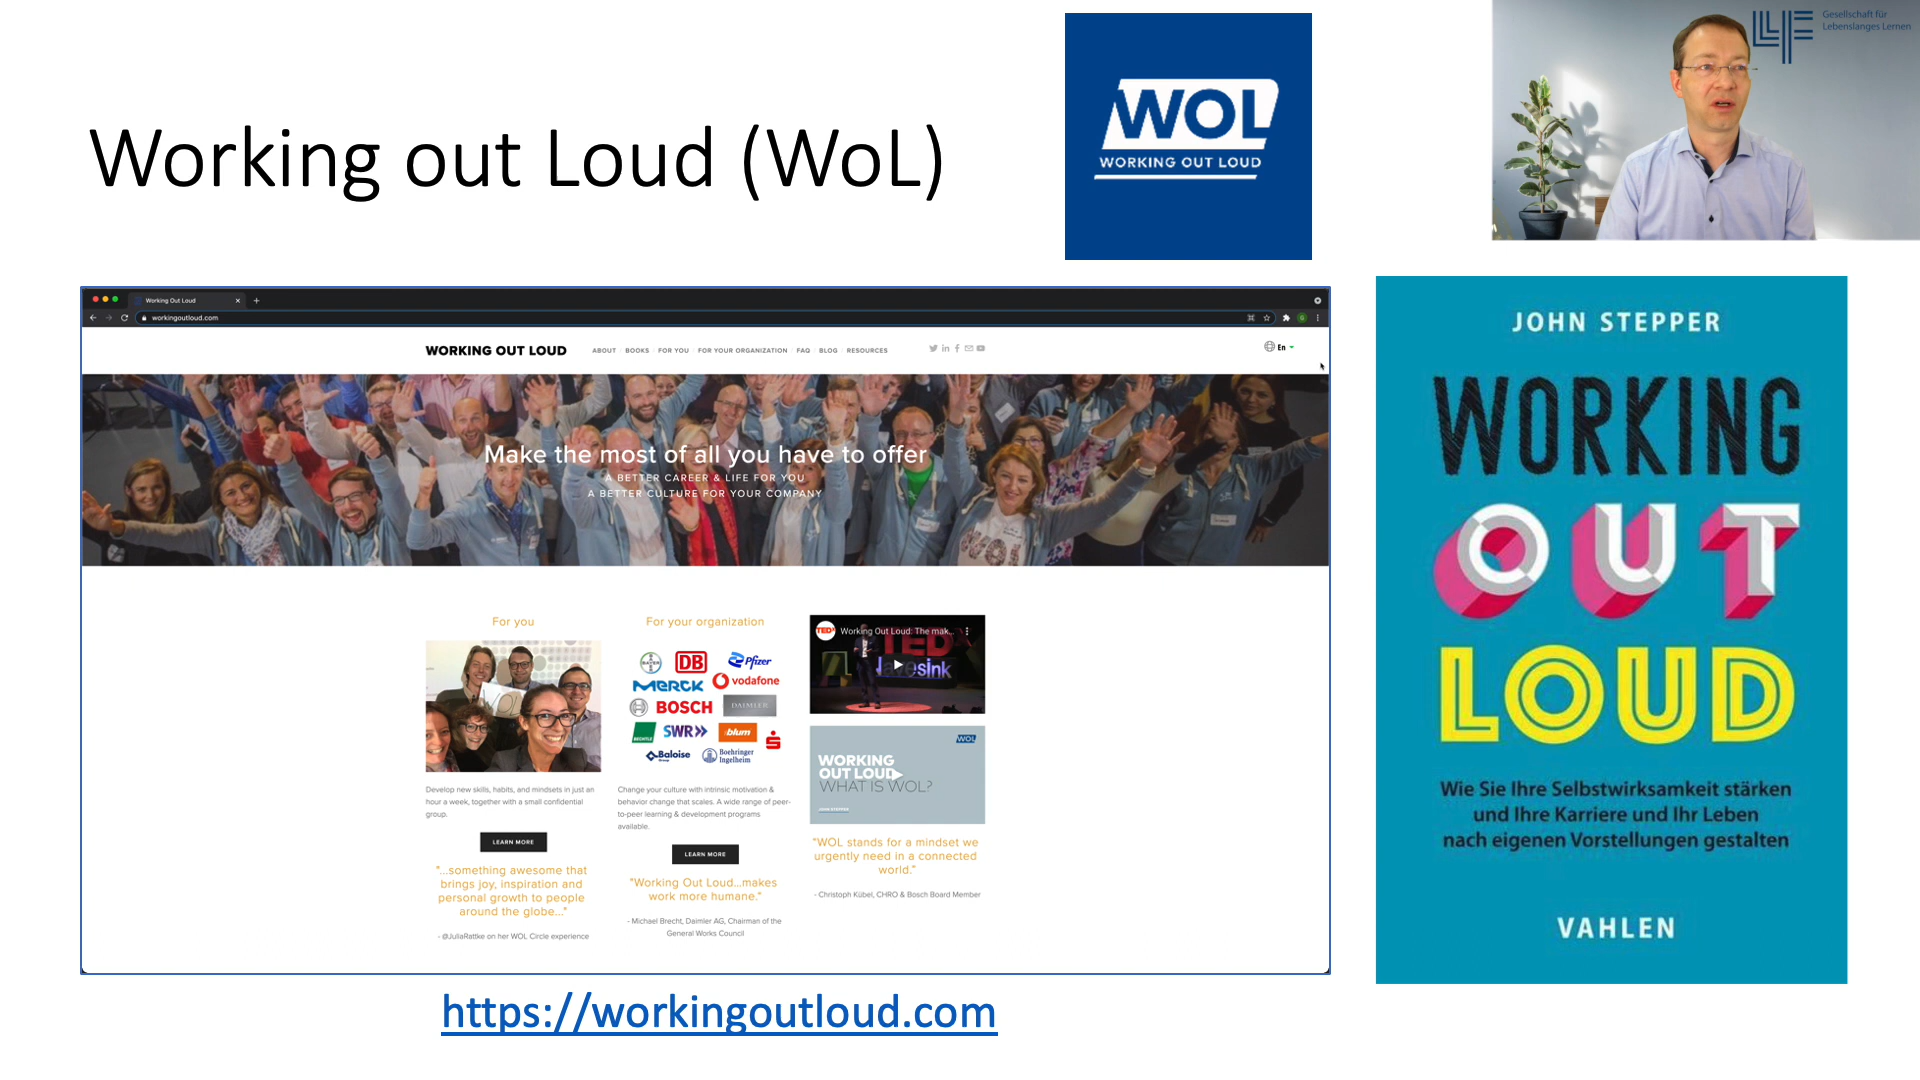 Working out Loud (WoL)
WOL
WORKING OUT LOUD
Gesellschaft für
Lebenslanges Lernen
Working Out Loud
workingoutloud.com
WORKING OUT LOUD
ABOUT
BOOKS
FOR YOU
FOR YOUR ORGANIZATION
FAQ
BLOG
RESOURCES
En
Make the most of all you have to offer
A BETTER CAREER & LIFE FOR YOU
A BETTER CULTURE FOR YOUR COMPANY
For you
Develop new skills, habits, and mindsets in just an
hour a week, together with a small confidential
group.
LEARN MORE
"...something awesome that
brings joy, inspiration and
personal growth to people
around the globe..."
- @JuliaRattke on her WOL Circle experience
For your organization
BAYER
DB
Pfizer
MERCK
vodafone
BOSCH
DAIMLER
BECHTLE
SWR
blum
Baloise
Group
Boehringer
Ingelheim
Change your culture with intrinsic motivation &
behavior change that scales. A wide range of peer-
to-peer learning & development programs
available.
LEARN MORE
"Working Out Loud...makes
work more humane."
- Michael Brecht, Daimler AG, Chairman of the
General Works Council
TEDx
Working Out Loud: The mak...
TED
Navesink
WOL
WORKING
OUT LOUD
WHAT IS WOL?
JOHN STEPPER
"WOL stands for a mindset we
urgently need in a connected
world."
- Christoph Kübel, CHRO & Bosch Board Member
https://workingoutloud.com
JOHN STEPPER
WORKING
OUT
LOUD
Wie Sie Ihre Selbstwirksamkeit stärken
und Ihre Karriere und Ihr Leben
nach eigenen Vorstellungen gestalten
VAHLEN